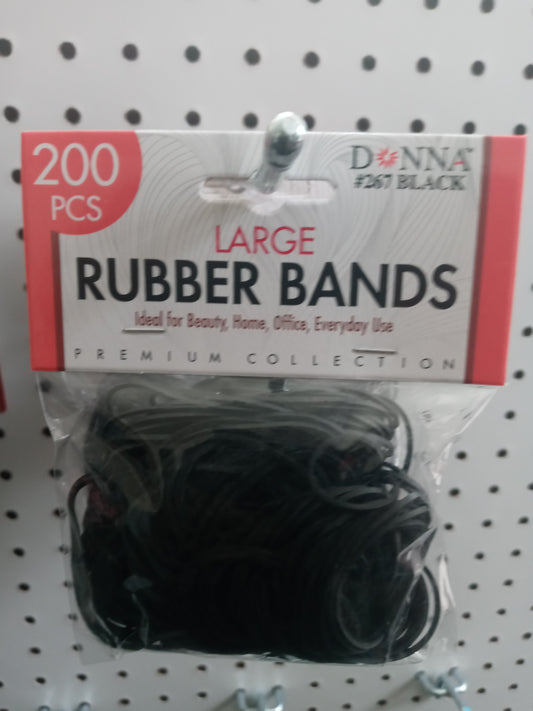 200
PCS
DONNA
#267 BLACK
LARGE
RUBBER BANDS
Ideal for Beauty, Home, Office, Everyday Use
PREMIUM COLLECTION